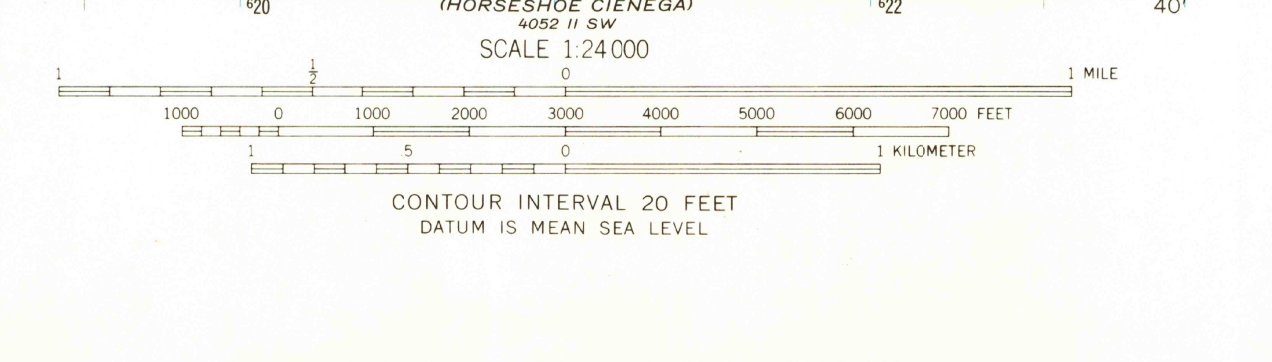 ⁶20 (HORSESHOE CIENEGA) ⁶22 40'
4052 II SW
SCALE 1:24 000
1 1/2 0 1 MILE
1000 0 1000 2000 3000 4000 5000 6000 7000 FEET
1 .5 0 1 KILOMETER
CONTOUR INTERVAL 20 FEET
DATUM IS MEAN SEA LEVEL